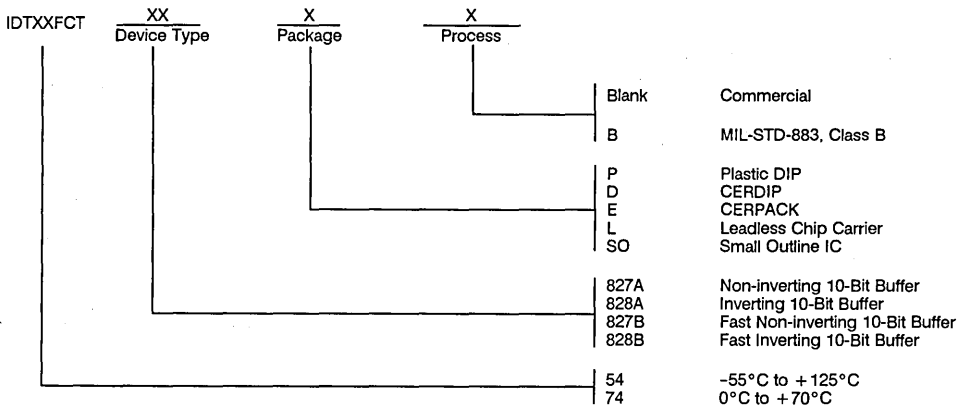 IDTXXFCT XX X X
Device Type Package Process
Blank Commercial
B MIL-STD-883, Class B
P Plastic DIP
D CERDIP
E CERPACK
L Leadless Chip Carrier
SO Small Outline IC
827A Non-inverting 10-Bit Buffer
828A Inverting 10-Bit Buffer
827B Fast Non-inverting 10-Bit Buffer
828B Fast Inverting 10-Bit Buffer
54 –55°C to +125°C
74 0°C to +70°C